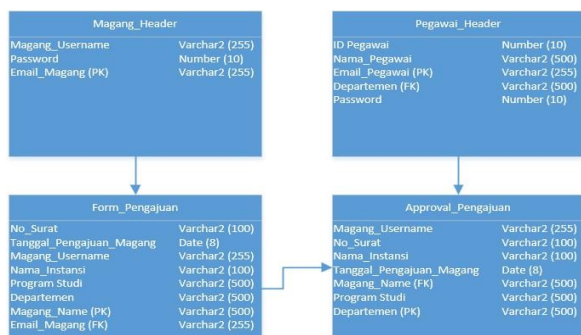 Magang_Header
Magang_Username Varchar2 (255)
Password Number (10)
Email_Magang (PK) Varchar2 (255)
Pegawai_Header
ID Pegawai Number (10)
Nama_Pegawai Varchar2 (500)
Email_Pegawai (PK) Varchar2 (255)
Departemen (FK) Varchar2 (500)
Password Number (10)
Form_Pengajuan
No_Surat Varchar2 (100)
Tanggal_Pengajuan_Magang Date (8)
Magang_Username Varchar2 (255)
Nama_Instansi Varchar2 (100)
Program Studi Varchar2 (500)
Departemen Varchar2 (500)
Magang_Name (PK) Varchar2 (500)
Email_Magang (FK) Varchar2 (255)
Approval_Pengajuan
Magang_Username Varchar2 (255)
No_Surat Varchar2 (100)
Nama_Instansi Varchar2 (100)
Tanggal_Pengajuan_Magang Date (8)
Magang_Name (FK) Varchar2 (500)
Program Studi Varchar2 (500)
Departemen (PK) Varchar2 (500)